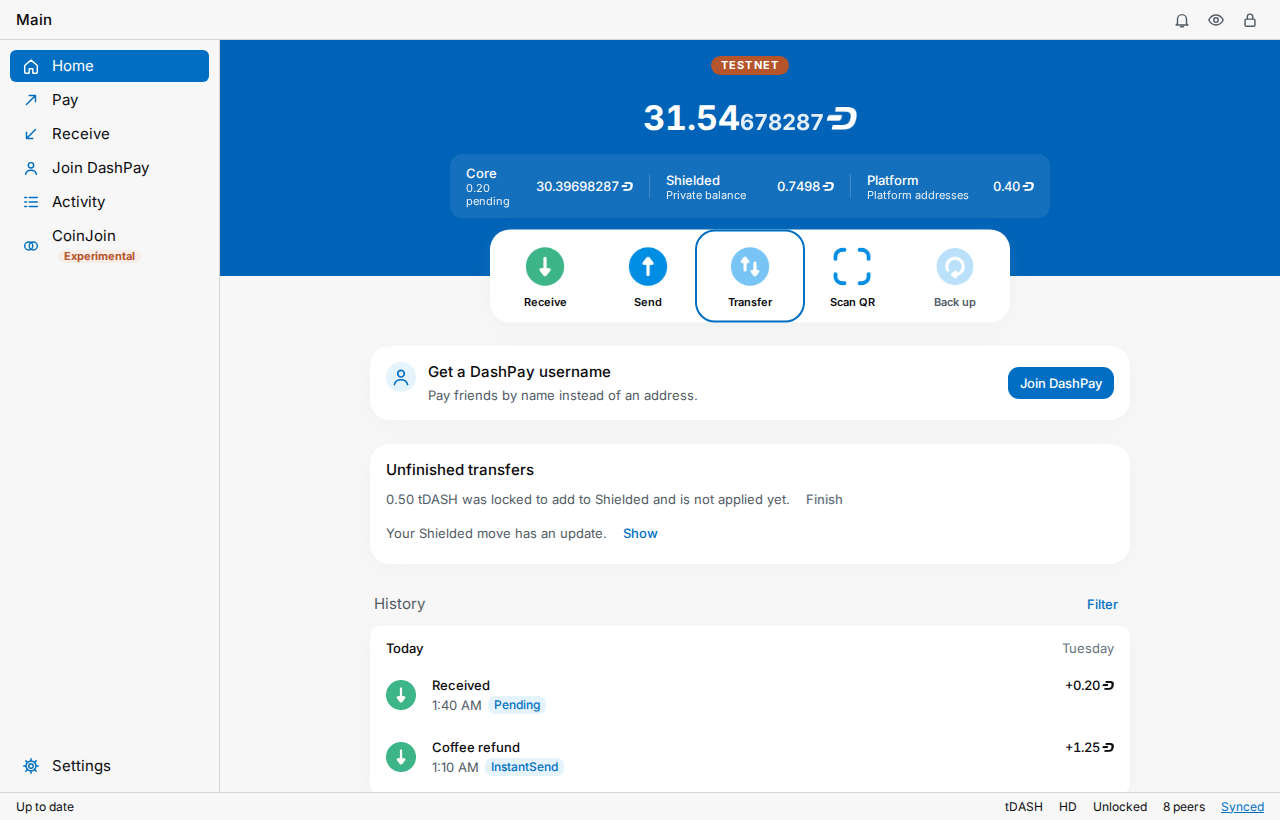 Main
Home
Pay
Receive
Join DashPay
Activity
CoinJoin
Experimental
Settings
TESTNET
31.54678287
Core
0.20 pending
30.39698287
Shielded
Private balance
0.7498
Platform
Platform addresses
0.40
Receive
Send
Transfer
Scan QR
Back up
Get a DashPay username
Pay friends by name instead of an address.
Join DashPay
Unfinished transfers
0.50 tDASH was locked to add to Shielded and is not applied yet. Finish
Your Shielded move has an update. Show
History Filter
Today Tuesday
Received +0.20
1:40 AM Pending
Coffee refund +1.25
1:10 AM InstantSend
Up to date tDASH HD Unlocked 8 peers Synced